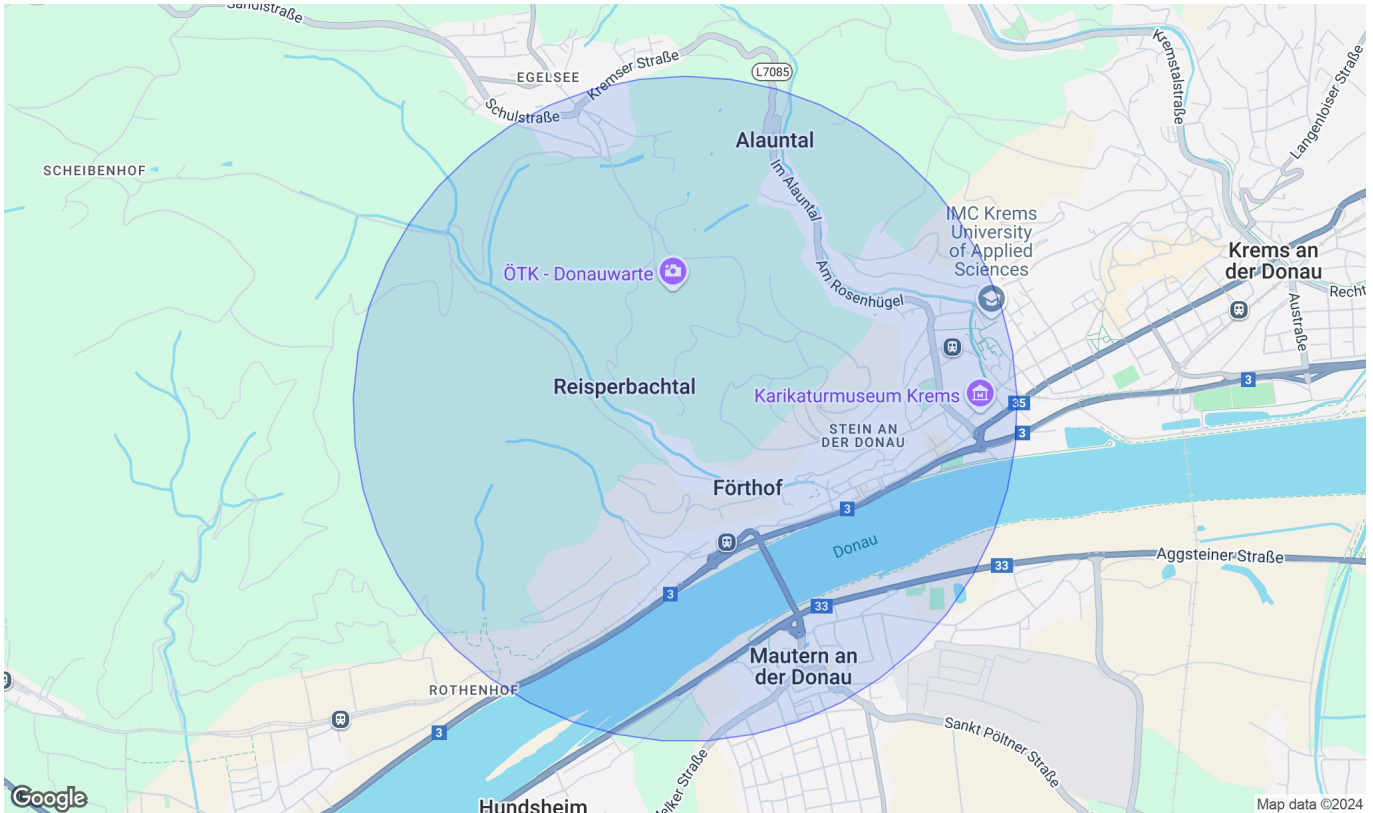 Sandlstraße
EGELSEE
Kremser Straße
L7085
Kremstalstraße
Langenloiser Straße
Schulstraße
Alauntal
SCHEIBENHOF
Im Alauntal
IMC Krems
University
of Applied
Sciences
Krems an
der Donau
ÖTK - Donauwarte
Am Rosenhügel
Recht
Austraße
Reisperbachtal
3
Karikaturmuseum Krems
35
STEIN AN
DER DONAU
3
Förthof
3
Donau
Aggsteiner Straße
33
3
33
Mautern an
der Donau
ROTHENHOF
3
Sankt Pöltner Straße
elker Straße
Hundsheim
Google
Map data ©2024